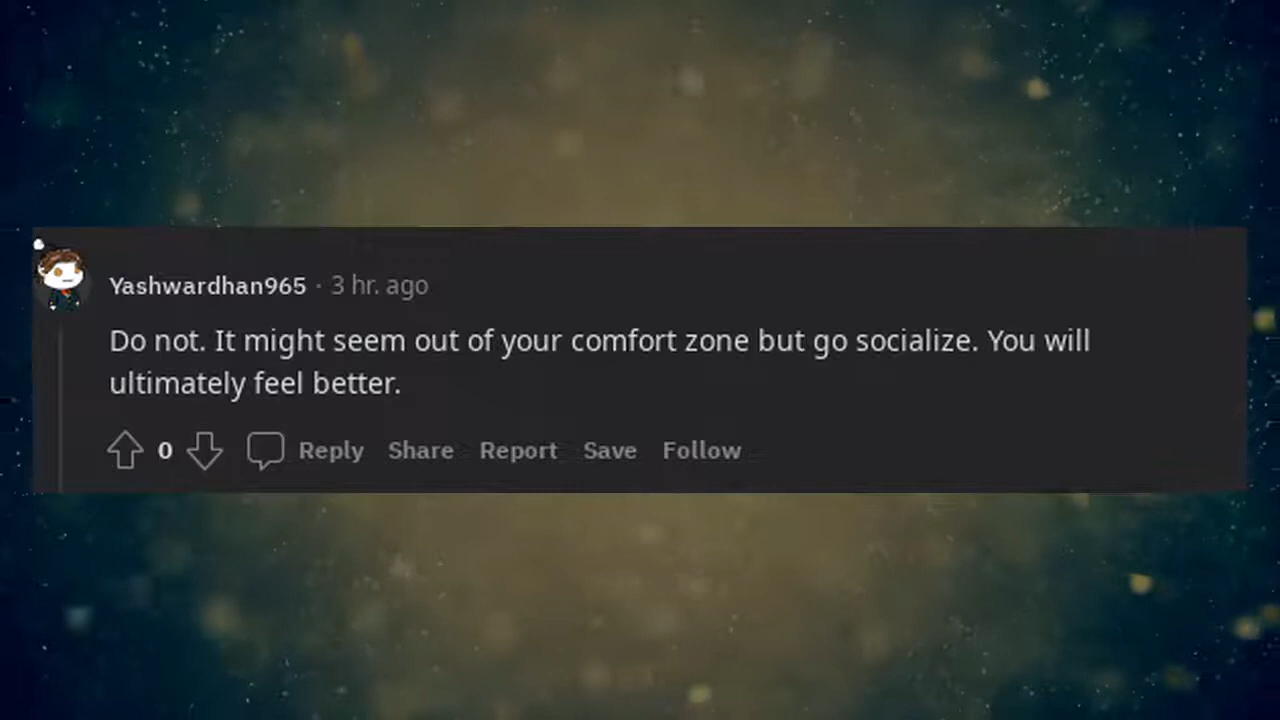 Yashwardhan965 · 3 hr. ago
Do not. It might seem out of your comfort zone but go socialize. You will
ultimately feel better.
0 Reply Share Report Save Follow